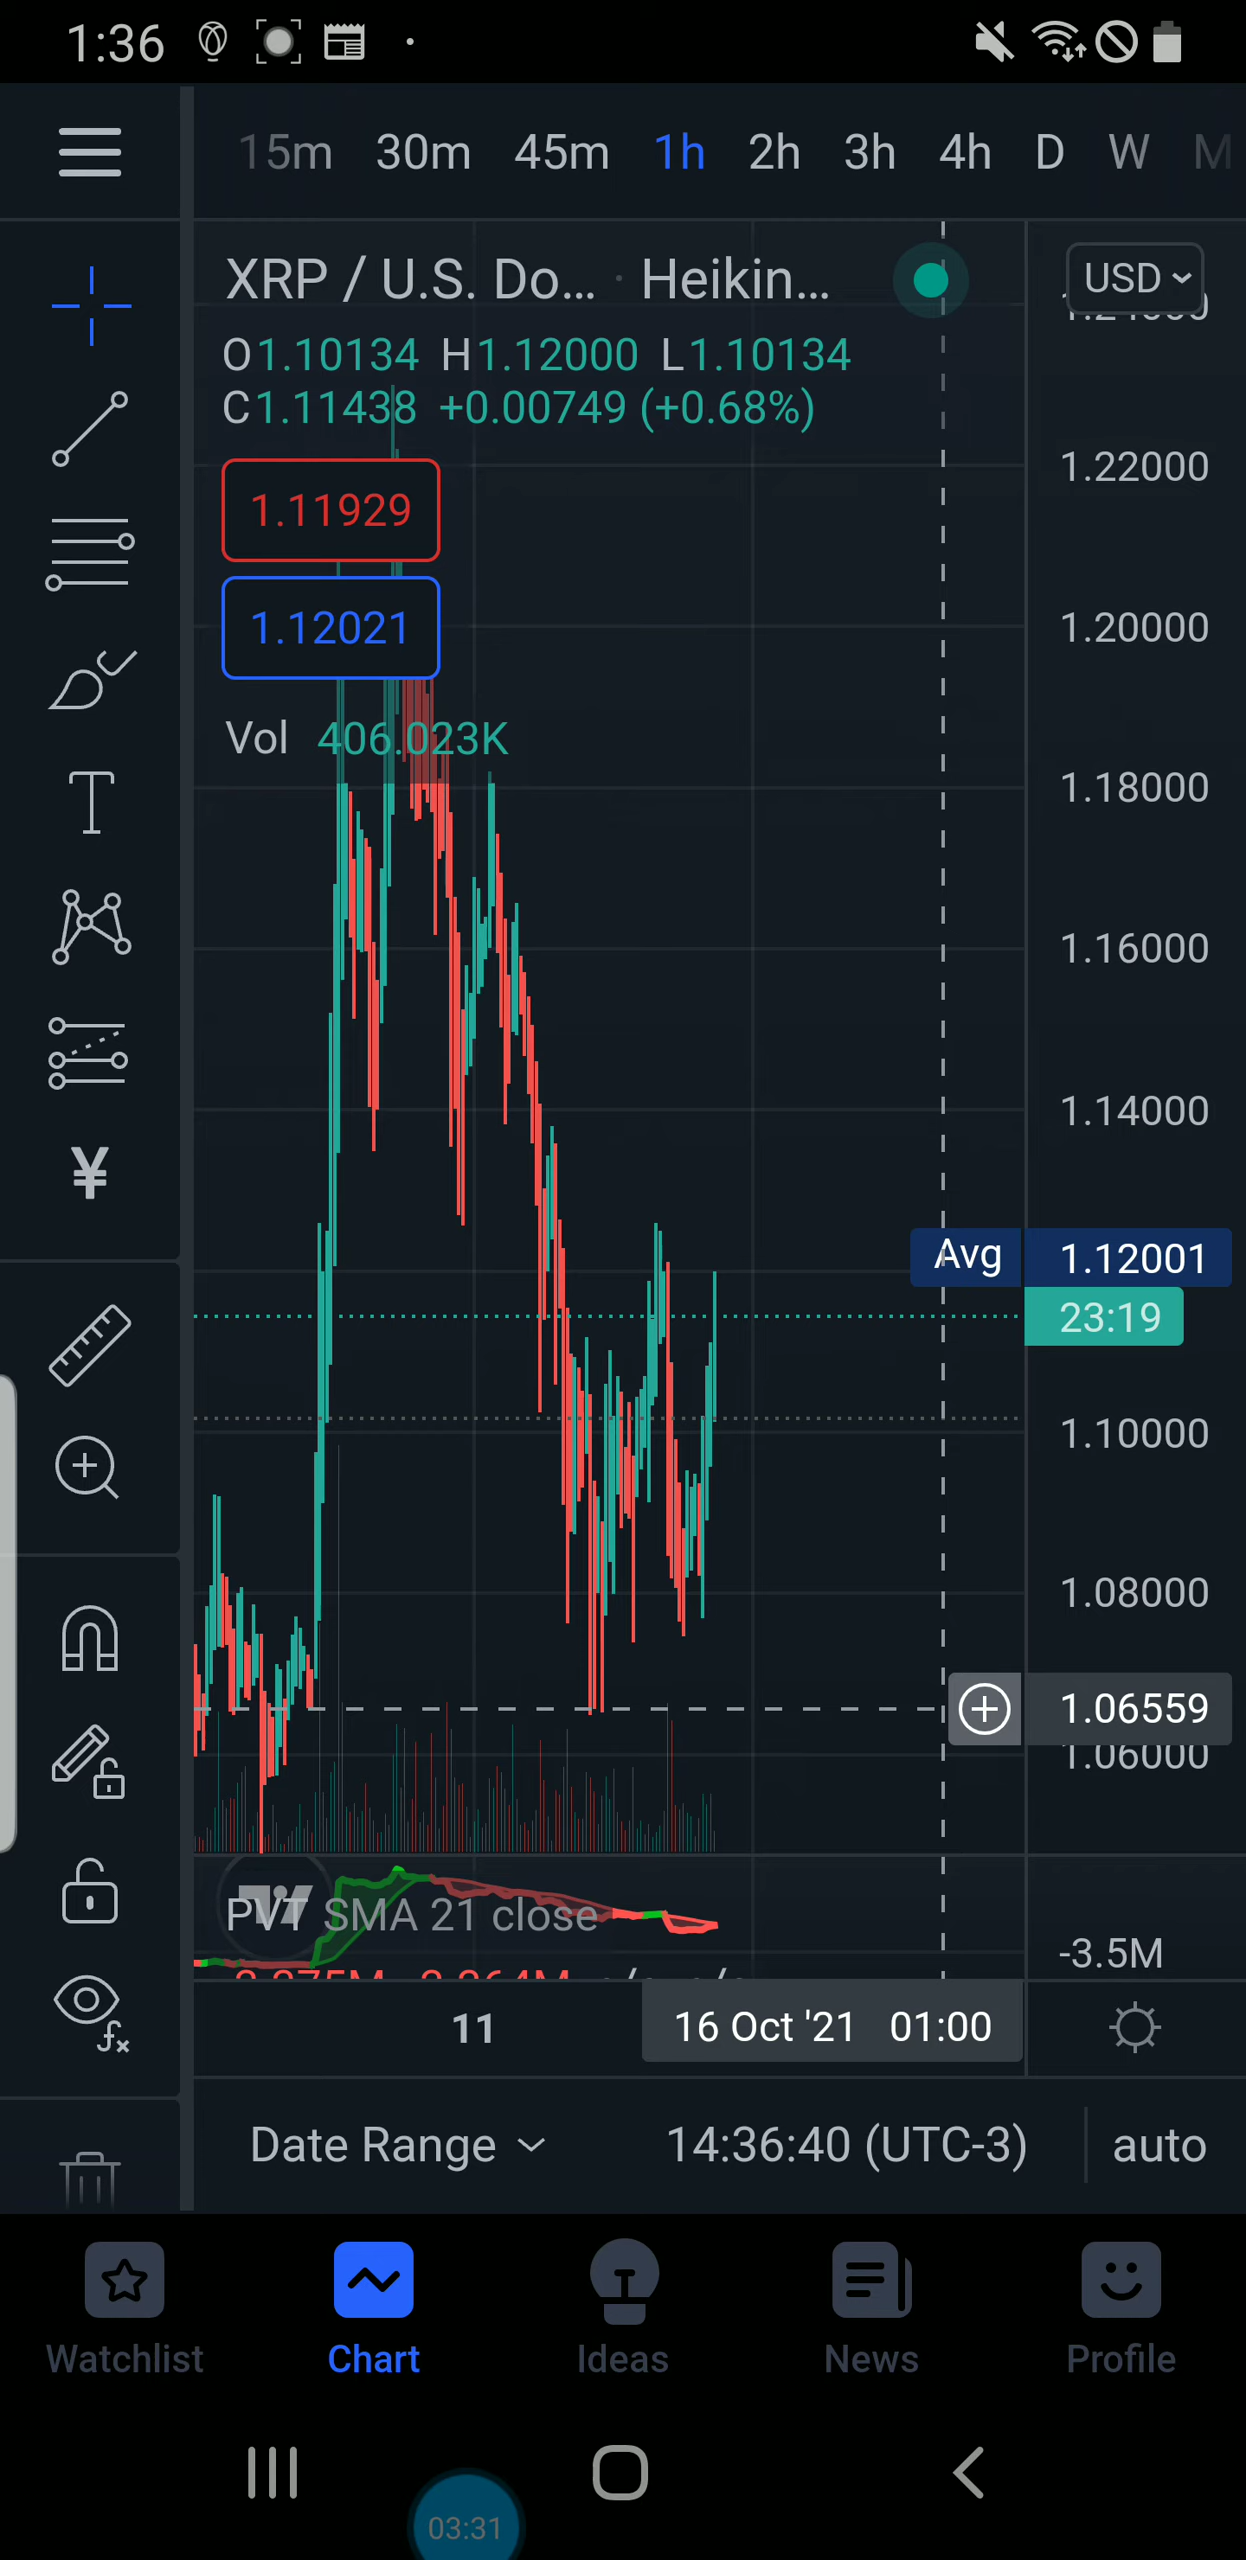 1:36
15m 30m 45m 1h 2h 3h 4h D W M
XRP / U.S. Do... · Heikin...
USD
O1.10134 H1.12000 L1.10134
C1.11438 +0.00749 (+0.68%)
1.11929
1.12021
Vol 406.023K
1.22000
1.20000
1.18000
1.16000
1.14000
Avg 1.12001
23:19
1.10000
1.08000
1.06559
1.06000
PVT SMA 21 close
-3.5M
11
16 Oct '21 01:00
Date Range
14:36:40 (UTC-3)
auto
Watchlist
Chart
Ideas
News
Profile
03:31